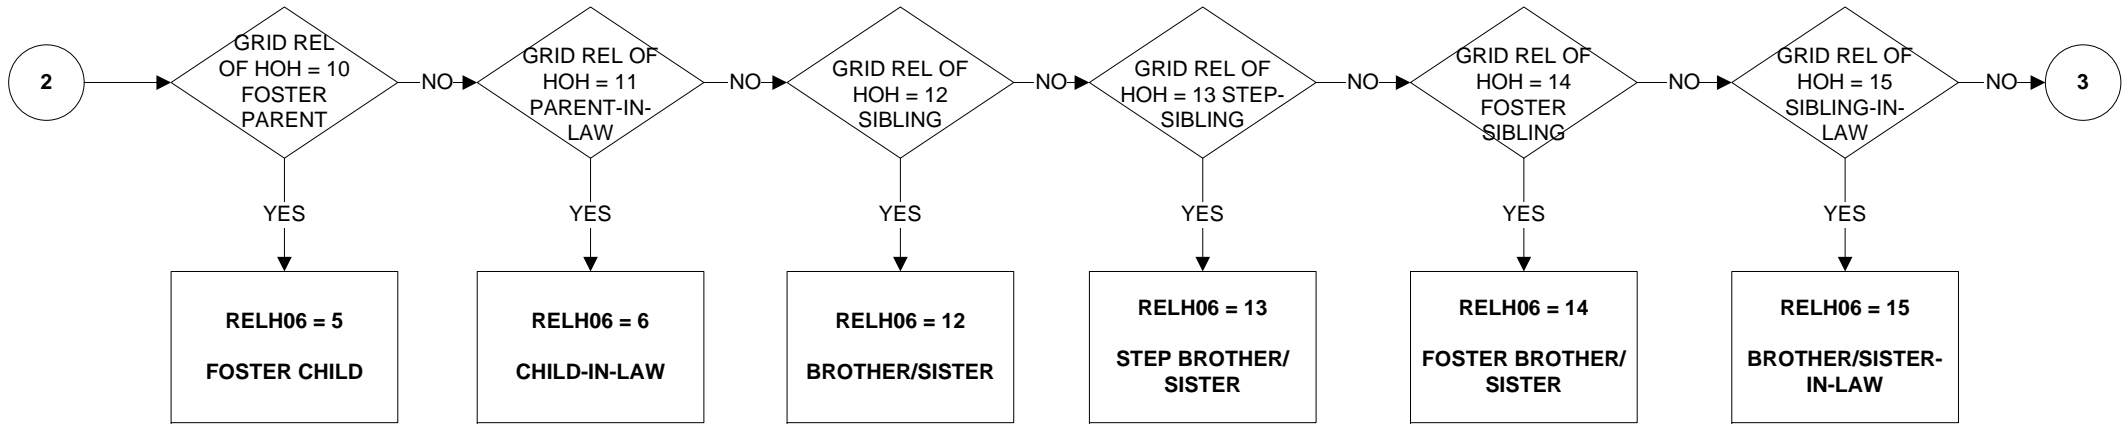 2
GRID REL
OF HOH = 10
FOSTER
PARENT
NO
GRID REL OF
HOH = 11
PARENT-IN-
LAW
NO
GRID REL OF
HOH = 12
SIBLING
NO
GRID REL OF
HOH = 13 STEP-
SIBLING
NO
GRID REL OF
HOH = 14
FOSTER
SIBLING
NO
GRID REL OF
HOH = 15
SIBLING-IN-
LAW
NO
3
YES
YES
YES
YES
YES
YES
RELH06 = 5
FOSTER CHILD
RELH06 = 6
CHILD-IN-LAW
RELH06 = 12
BROTHER/SISTER
RELH06 = 13
STEP BROTHER/
SISTER
RELH06 = 14
FOSTER BROTHER/
SISTER
RELH06 = 15
BROTHER/SISTER-
IN-LAW